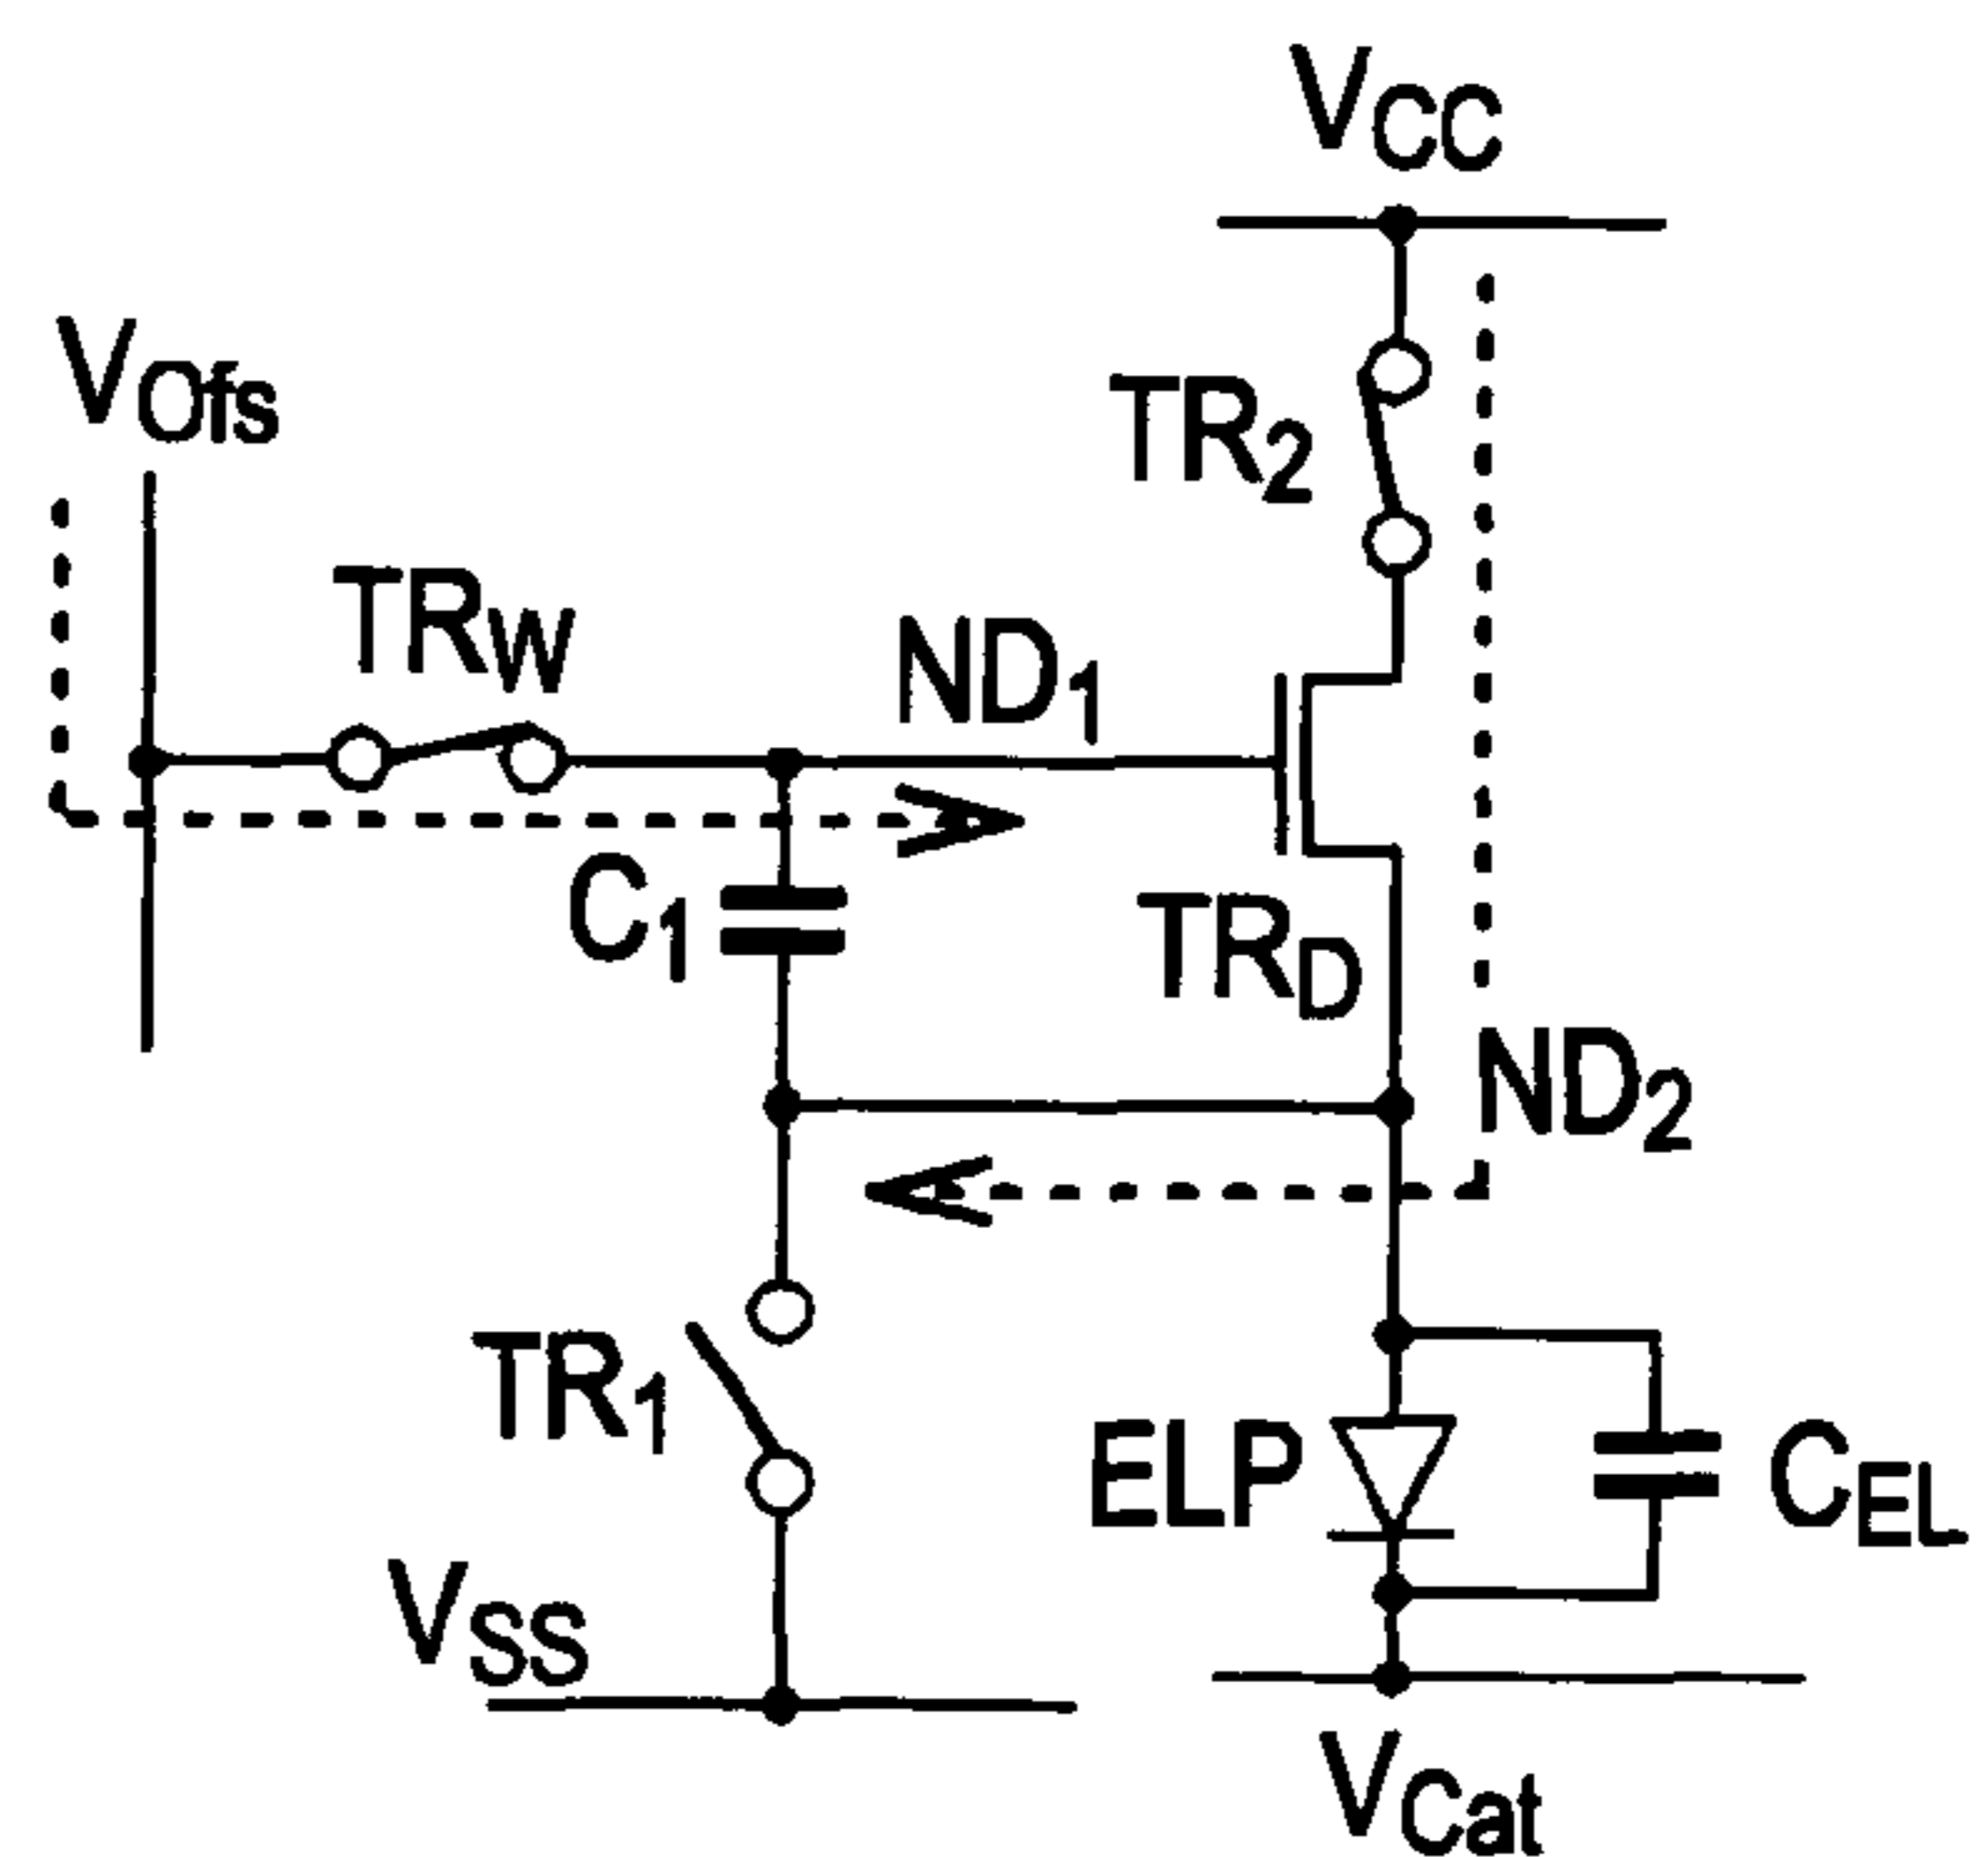 VCC
VOfs
TR2
TRW
ND1
C1
TRD
ND2
TR1
ELP
CEL
VSS
VCat